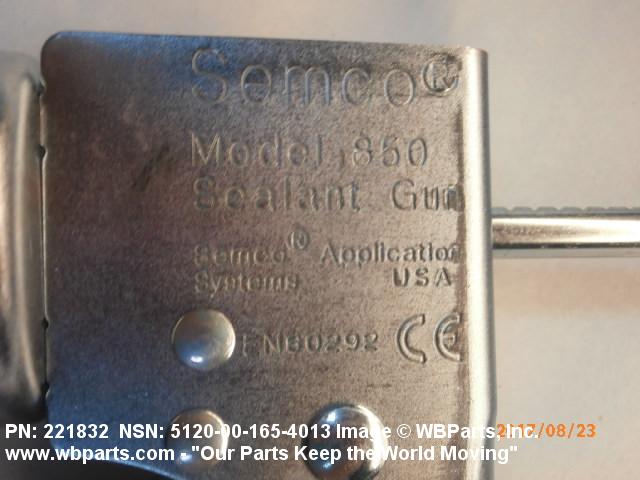 Semco®
Model 850
Sealant Gun
Semco® Application
Systems USA
EN60292 CE
PN: 221832 NSN: 5120-00-165-4013 Image © WBParts, Inc.
2017/08/23
www.wbparts.com - "Our Parts Keep the World Moving"